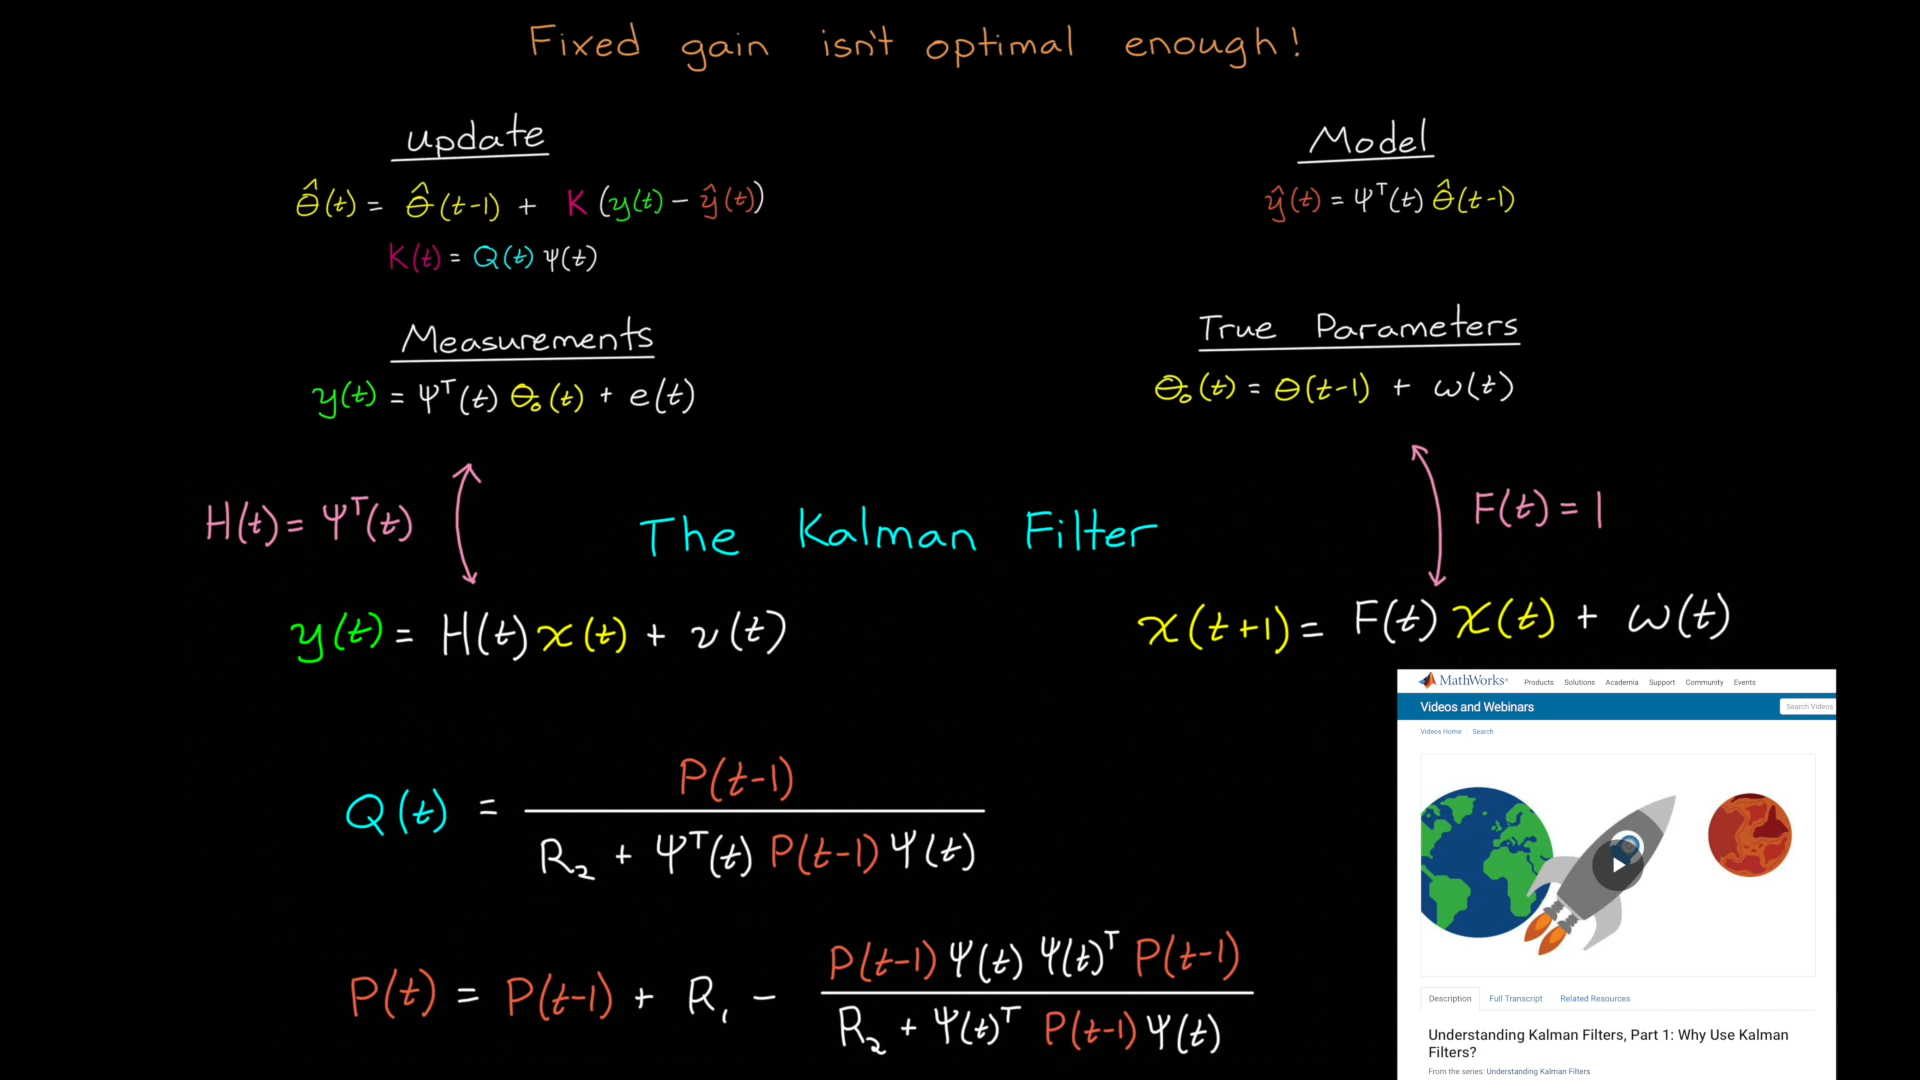 Fixed gain isn't optimal enough!
update
θ̂(t) = θ̂(t-1) + K(y(t) - ŷ(t))
K(t) = Q(t) Ψ(t)
Model
ŷ(t) = Ψᵀ(t) θ̂(t-1)
Measurements
y(t) = Ψᵀ(t) θ₀(t) + e(t)
True Parameters
θ₀(t) = θ(t-1) + ω(t)
H(t) = Ψᵀ(t)
The Kalman Filter
F(t) = 1
y(t) = H(t) x(t) + v(t)
x(t+1) = F(t) x(t) + ω(t)
Q(t) = P(t-1) / R₂ + Ψᵀ(t) P(t-1) Ψ(t)
P(t) = P(t-1) + R₁ - P(t-1) Ψ(t) Ψ(t)ᵀ P(t-1) / R₂ + Ψ(t)ᵀ P(t-1) Ψ(t)
MathWorks® Products Solutions Academia Support Community Events
Videos and Webinars Search Videos
Videos Home Search
Description Full Transcript Related Resources
Understanding Kalman Filters, Part 1: Why Use Kalman
Filters?
From the series: Understanding Kalman Filters